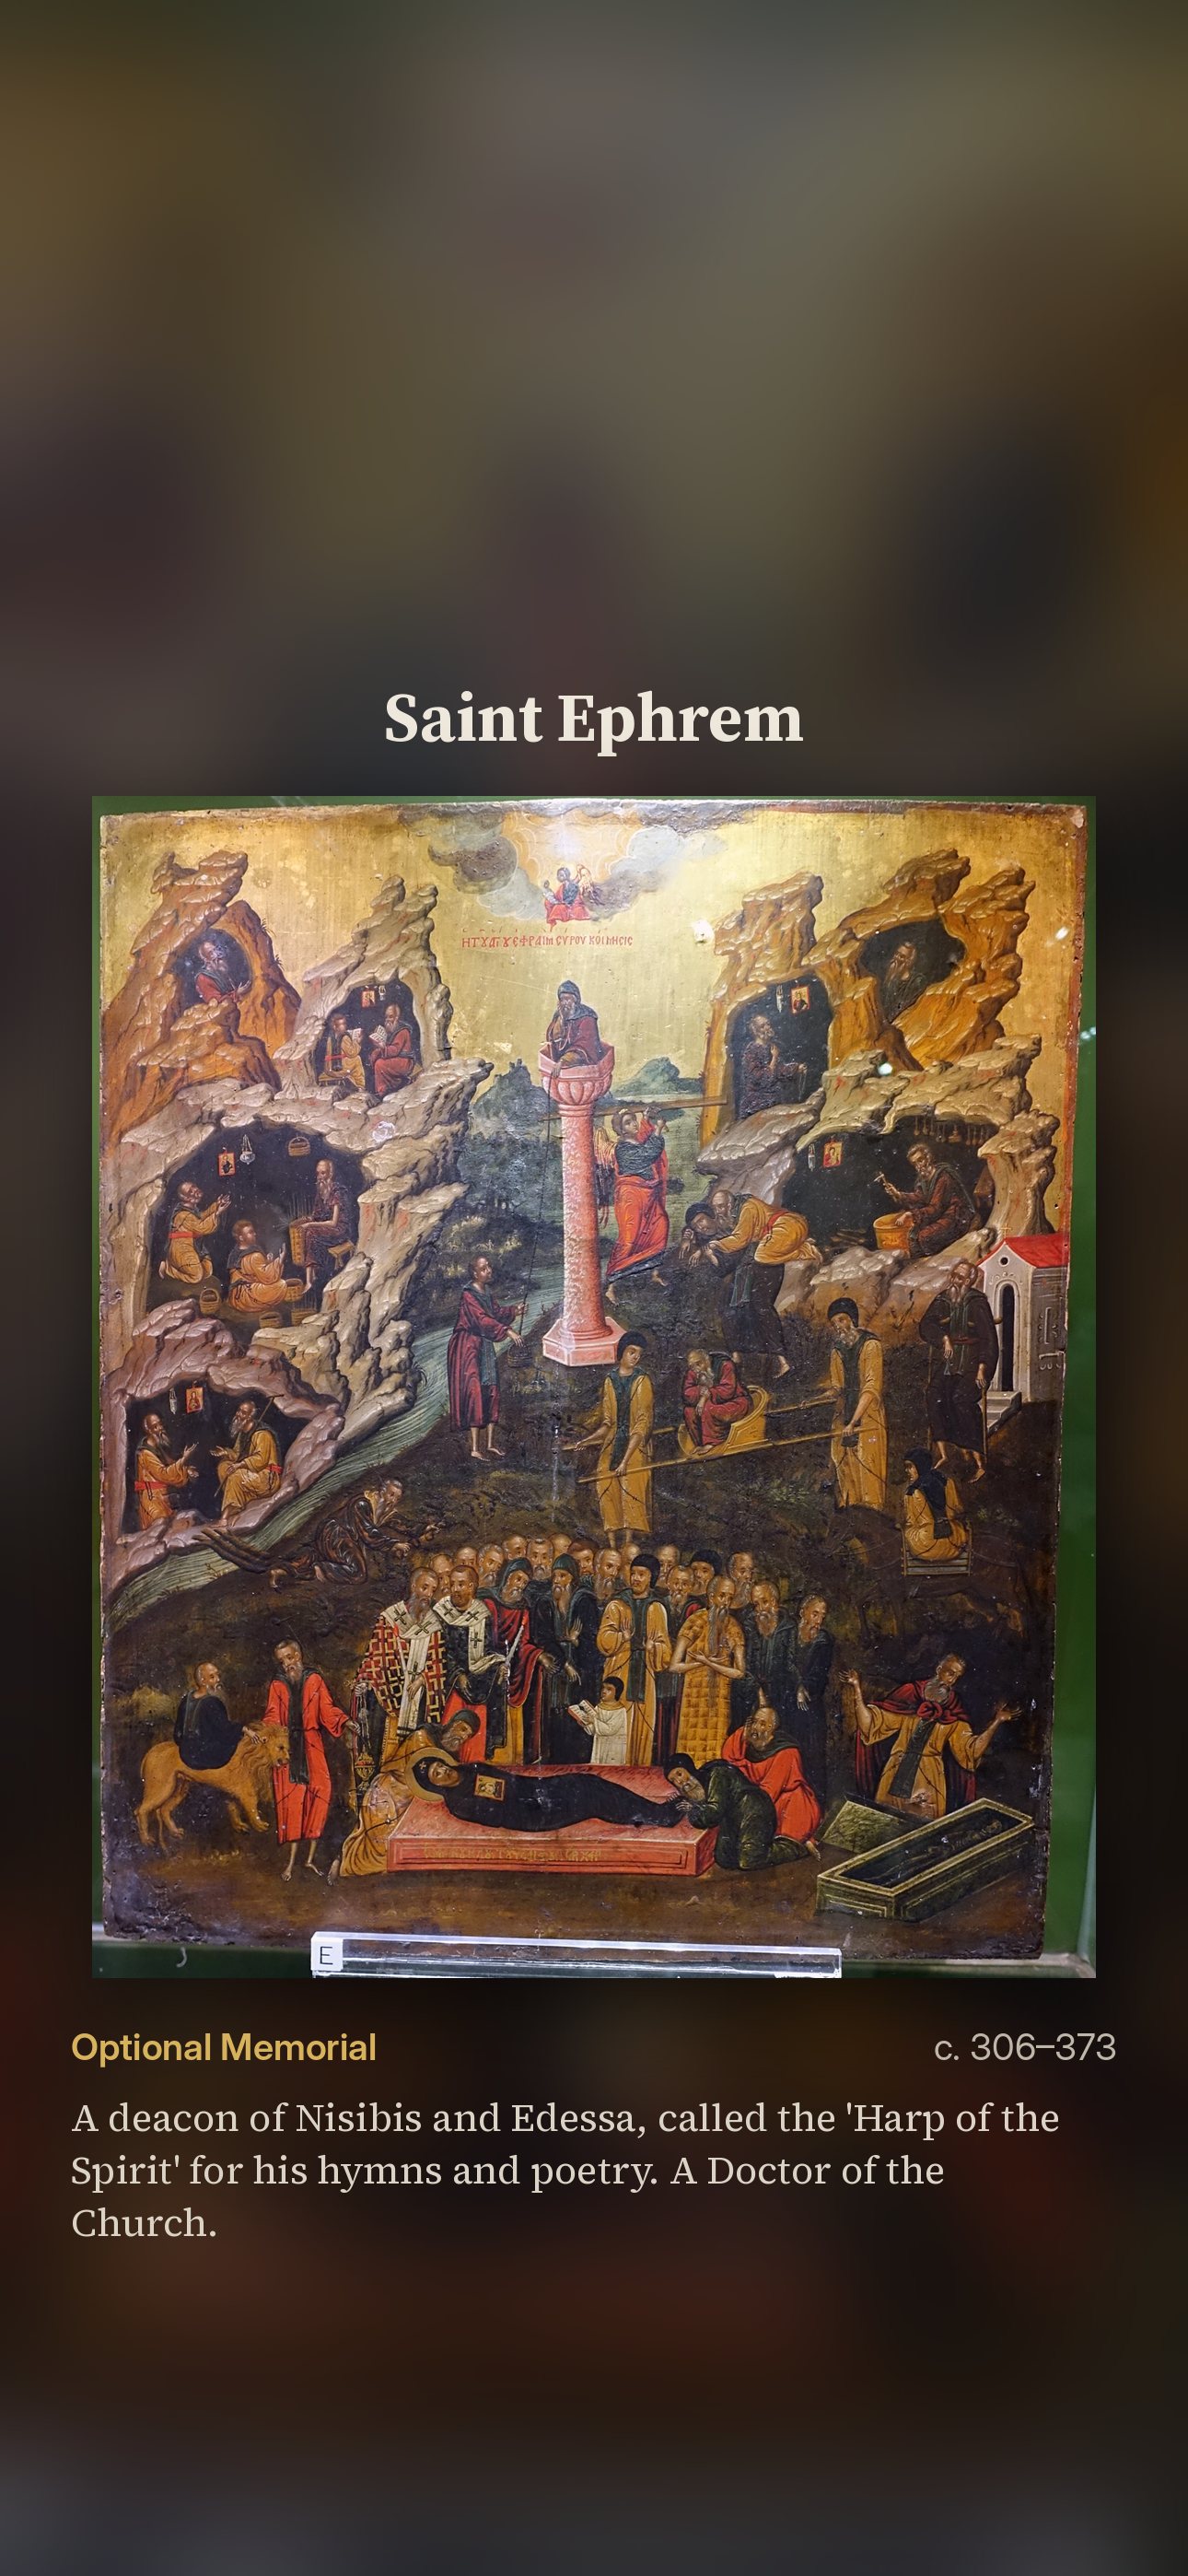 Saint Ephrem
Ε
Optional Memorial
c. 306–373
A deacon of Nisibis and Edessa, called the 'Harp of the
Spirit' for his hymns and poetry. A Doctor of the
Church.